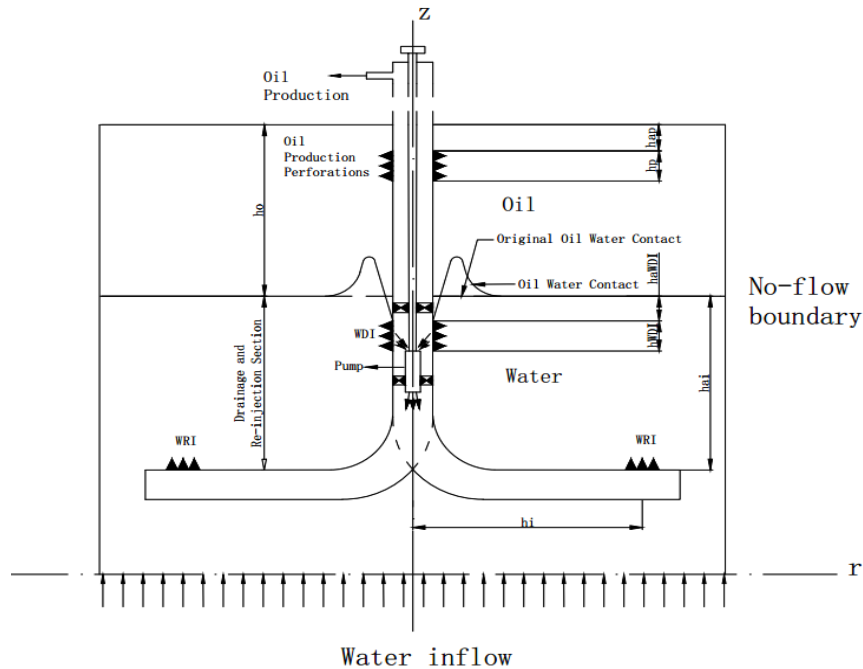 z
Oil
Production
Oil
Production
Perforations
hap
hp
ho
Oil
Original Oil Water Contact
haWDI
Oil Water Contact
No-flow
boundary
WDI
hWDI
Pump
Water
Drainage and
Re-injection Section
hai
WRI
WRI
hi
r
Water inflow